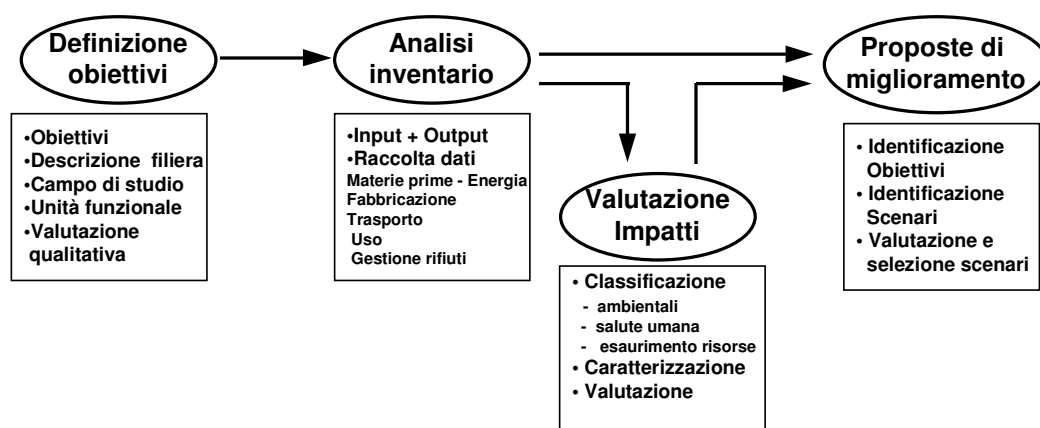 Definizione
obiettivi
•Obiettivi
•Descrizione filiera
•Campo di studio
•Unità funzionale
•Valutazione
qualitativa
Analisi
inventario
•Input + Output
•Raccolta dati
Materie prime - Energia
Fabbricazione
Trasporto
Uso
Gestione rifiuti
Valutazione
Impatti
• Classificazione
- ambientali
- salute umana
- esaurimento risorse
• Caratterizzazione
• Valutazione
Proposte di
miglioramento
• Identificazione
Obiettivi
• Identificazione
Scenari
• Valutazione e
selezione scenari